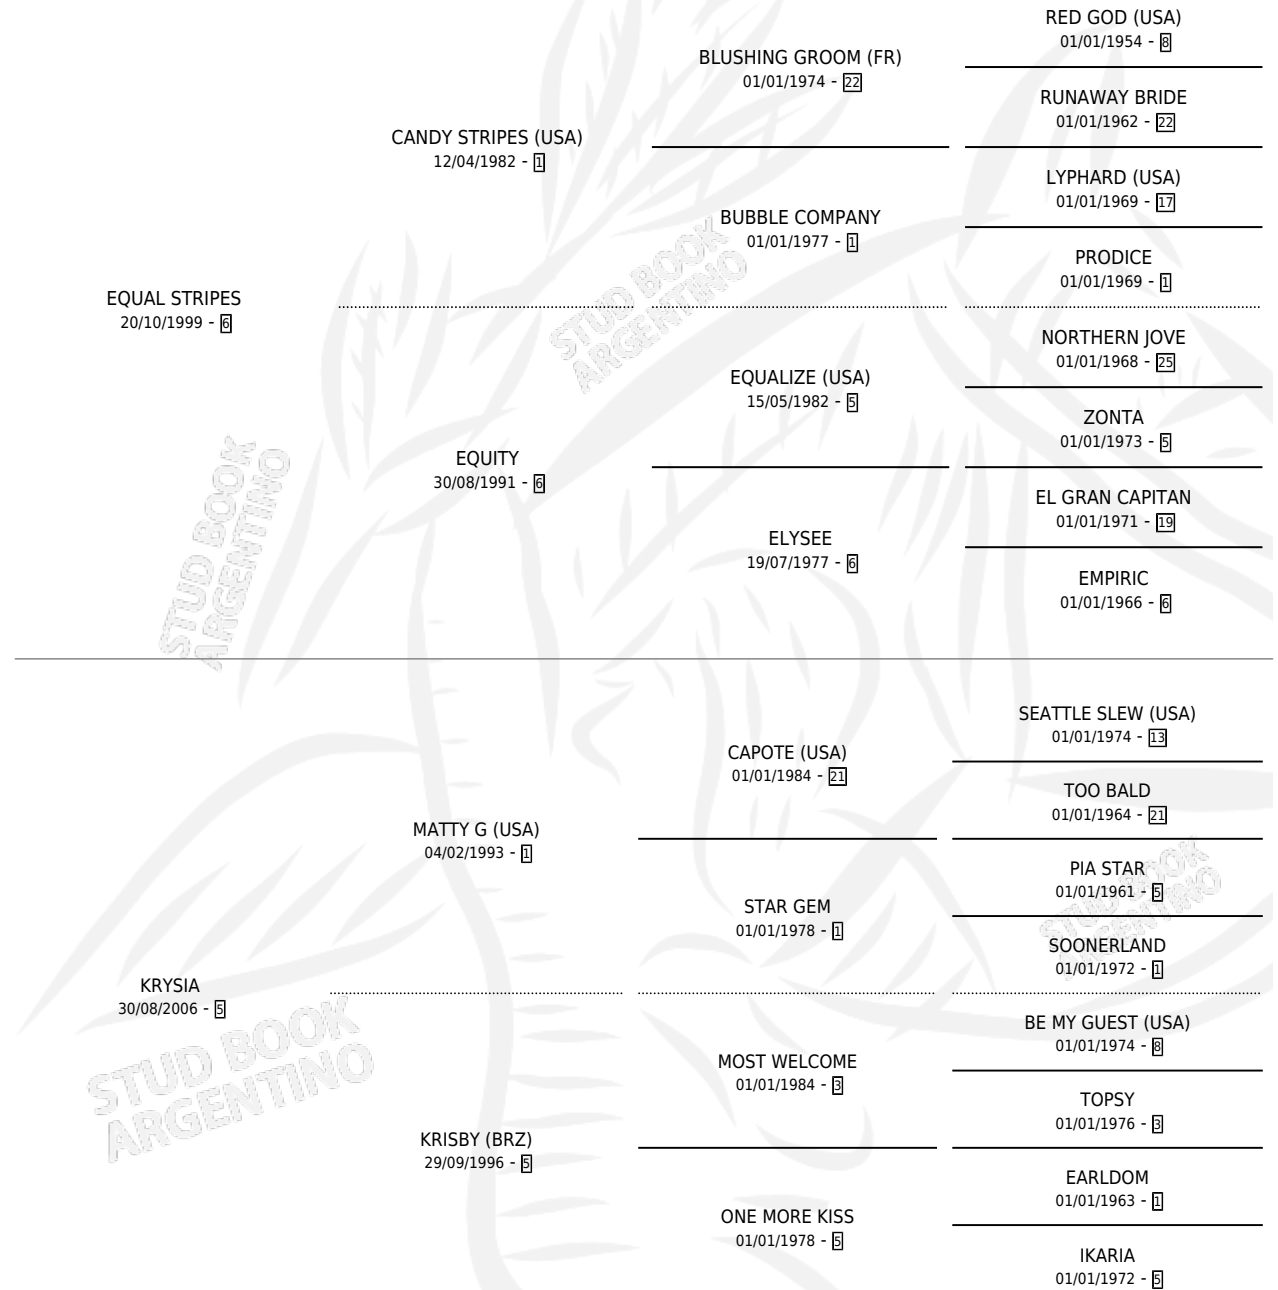 RED GOD (USA)
01/01/1954 - 8
BLUSHING GROOM (FR)
01/01/1974 - 22
RUNAWAY BRIDE
01/01/1962 - 22
CANDY STRIPES (USA)
12/04/1982 - 1
LYPHARD (USA)
01/01/1969 - 17
BUBBLE COMPANY
01/01/1977 - 1
PRODICE
01/01/1969 - 1
EQUAL STRIPES
20/10/1999 - 6
NORTHERN JOVE
01/01/1968 - 25
EQUALIZE (USA)
15/05/1982 - 5
ZONTA
01/01/1973 - 5
EQUITY
30/08/1991 - 6
EL GRAN CAPITAN
01/01/1971 - 19
ELYSEE
19/07/1977 - 6
EMPIRIC
01/01/1966 - 6
STUD BOOK
ARGENTINO
STUD BOOK
ARGENTINO
SEATTLE SLEW (USA)
01/01/1974 - 13
CAPOTE (USA)
01/01/1984 - 21
TOO BALD
01/01/1964 - 21
MATTY G (USA)
04/02/1993 - 1
PIA STAR
01/01/1961 - 5
STAR GEM
01/01/1978 - 1
SOONERLAND
01/01/1972 - 1
KRYSIA
30/08/2006 - 5
BE MY GUEST (USA)
01/01/1974 - 8
MOST WELCOME
01/01/1984 - 3
TOPSY
01/01/1976 - 3
KRISBY (BRZ)
29/09/1996 - 5
EARLDOM
01/01/1963 - 1
ONE MORE KISS
01/01/1978 - 5
IKARIA
01/01/1972 - 5
STUD BOOK
ARGENTINO
STUD BOOK
ARGENTINO